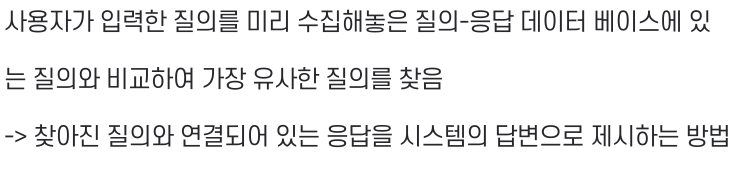 사용자가 입력한 질의를 미리 수집해놓은 질의-응답 데이터 베이스에 있
는 질의와 비교하여 가장 유사한 질의를 찾음
-> 찾아진 질의와 연결되어 있는 응답을 시스템의 답변으로 제시하는 방법